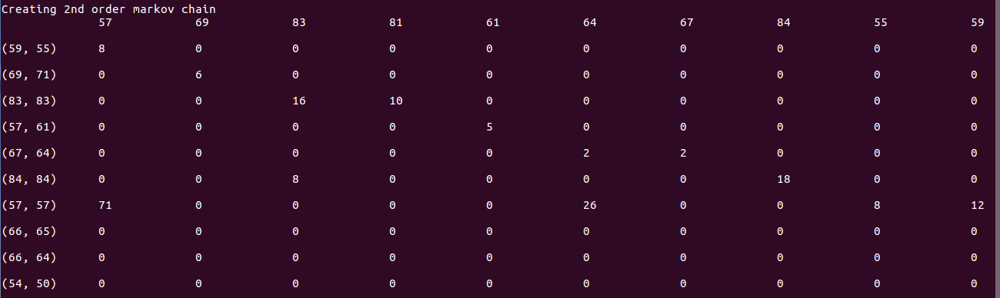 Creating 2nd order markov chain
57 69 83 81 61 64 67 84 55 59
(59, 55) 8 0 0 0 0 0 0 0 0 0
(69, 71) 0 6 0 0 0 0 0 0 0 0
(83, 83) 0 0 16 10 0 0 0 0 0 0
(57, 61) 0 0 0 0 5 0 0 0 0 0
(67, 64) 0 0 0 0 0 2 2 0 0 0
(84, 84) 0 0 8 0 0 0 0 18 0 0
(57, 57) 71 0 0 0 0 26 0 0 8 12
(66, 65) 0 0 0 0 0 0 0 0 0 0
(66, 64) 0 0 0 0 0 0 0 0 0 0
(54, 50) 0 0 0 0 0 0 0 0 0 0